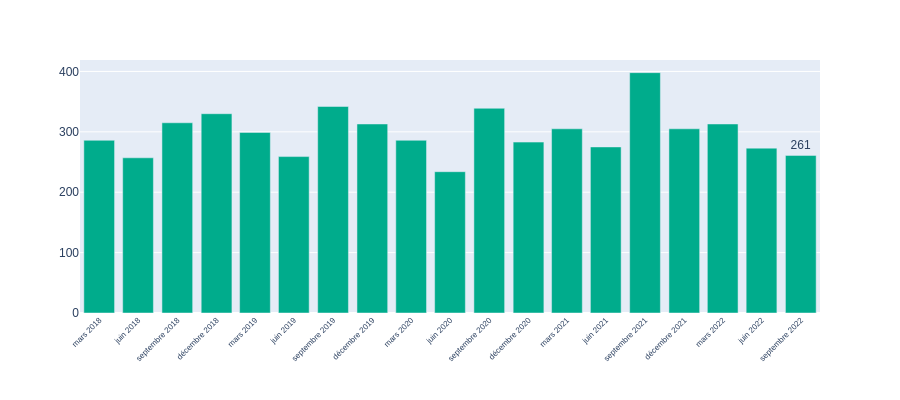 400
300
200
100
0
261
mars 2018
juin 2018
septembre 2018
décembre 2018
mars 2019
juin 2019
septembre 2019
décembre 2019
mars 2020
juin 2020
septembre 2020
décembre 2020
mars 2021
juin 2021
septembre 2021
décembre 2021
mars 2022
juin 2022
septembre 2022